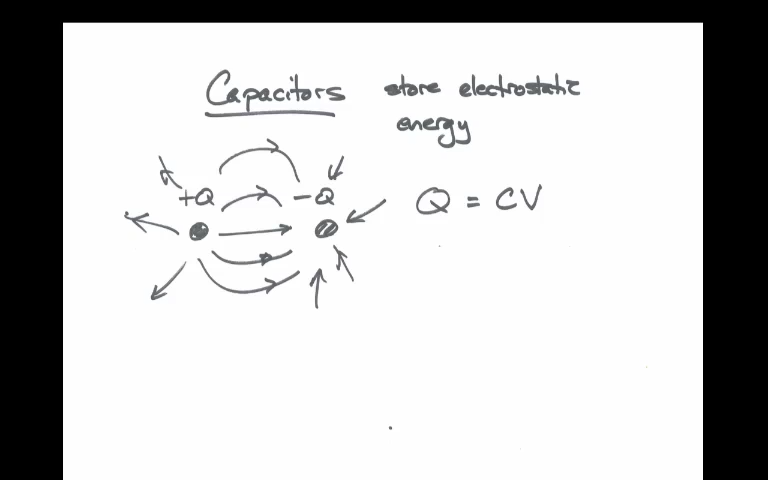 Capacitors store electrostatic
energy
+Q -Q
Q = CV